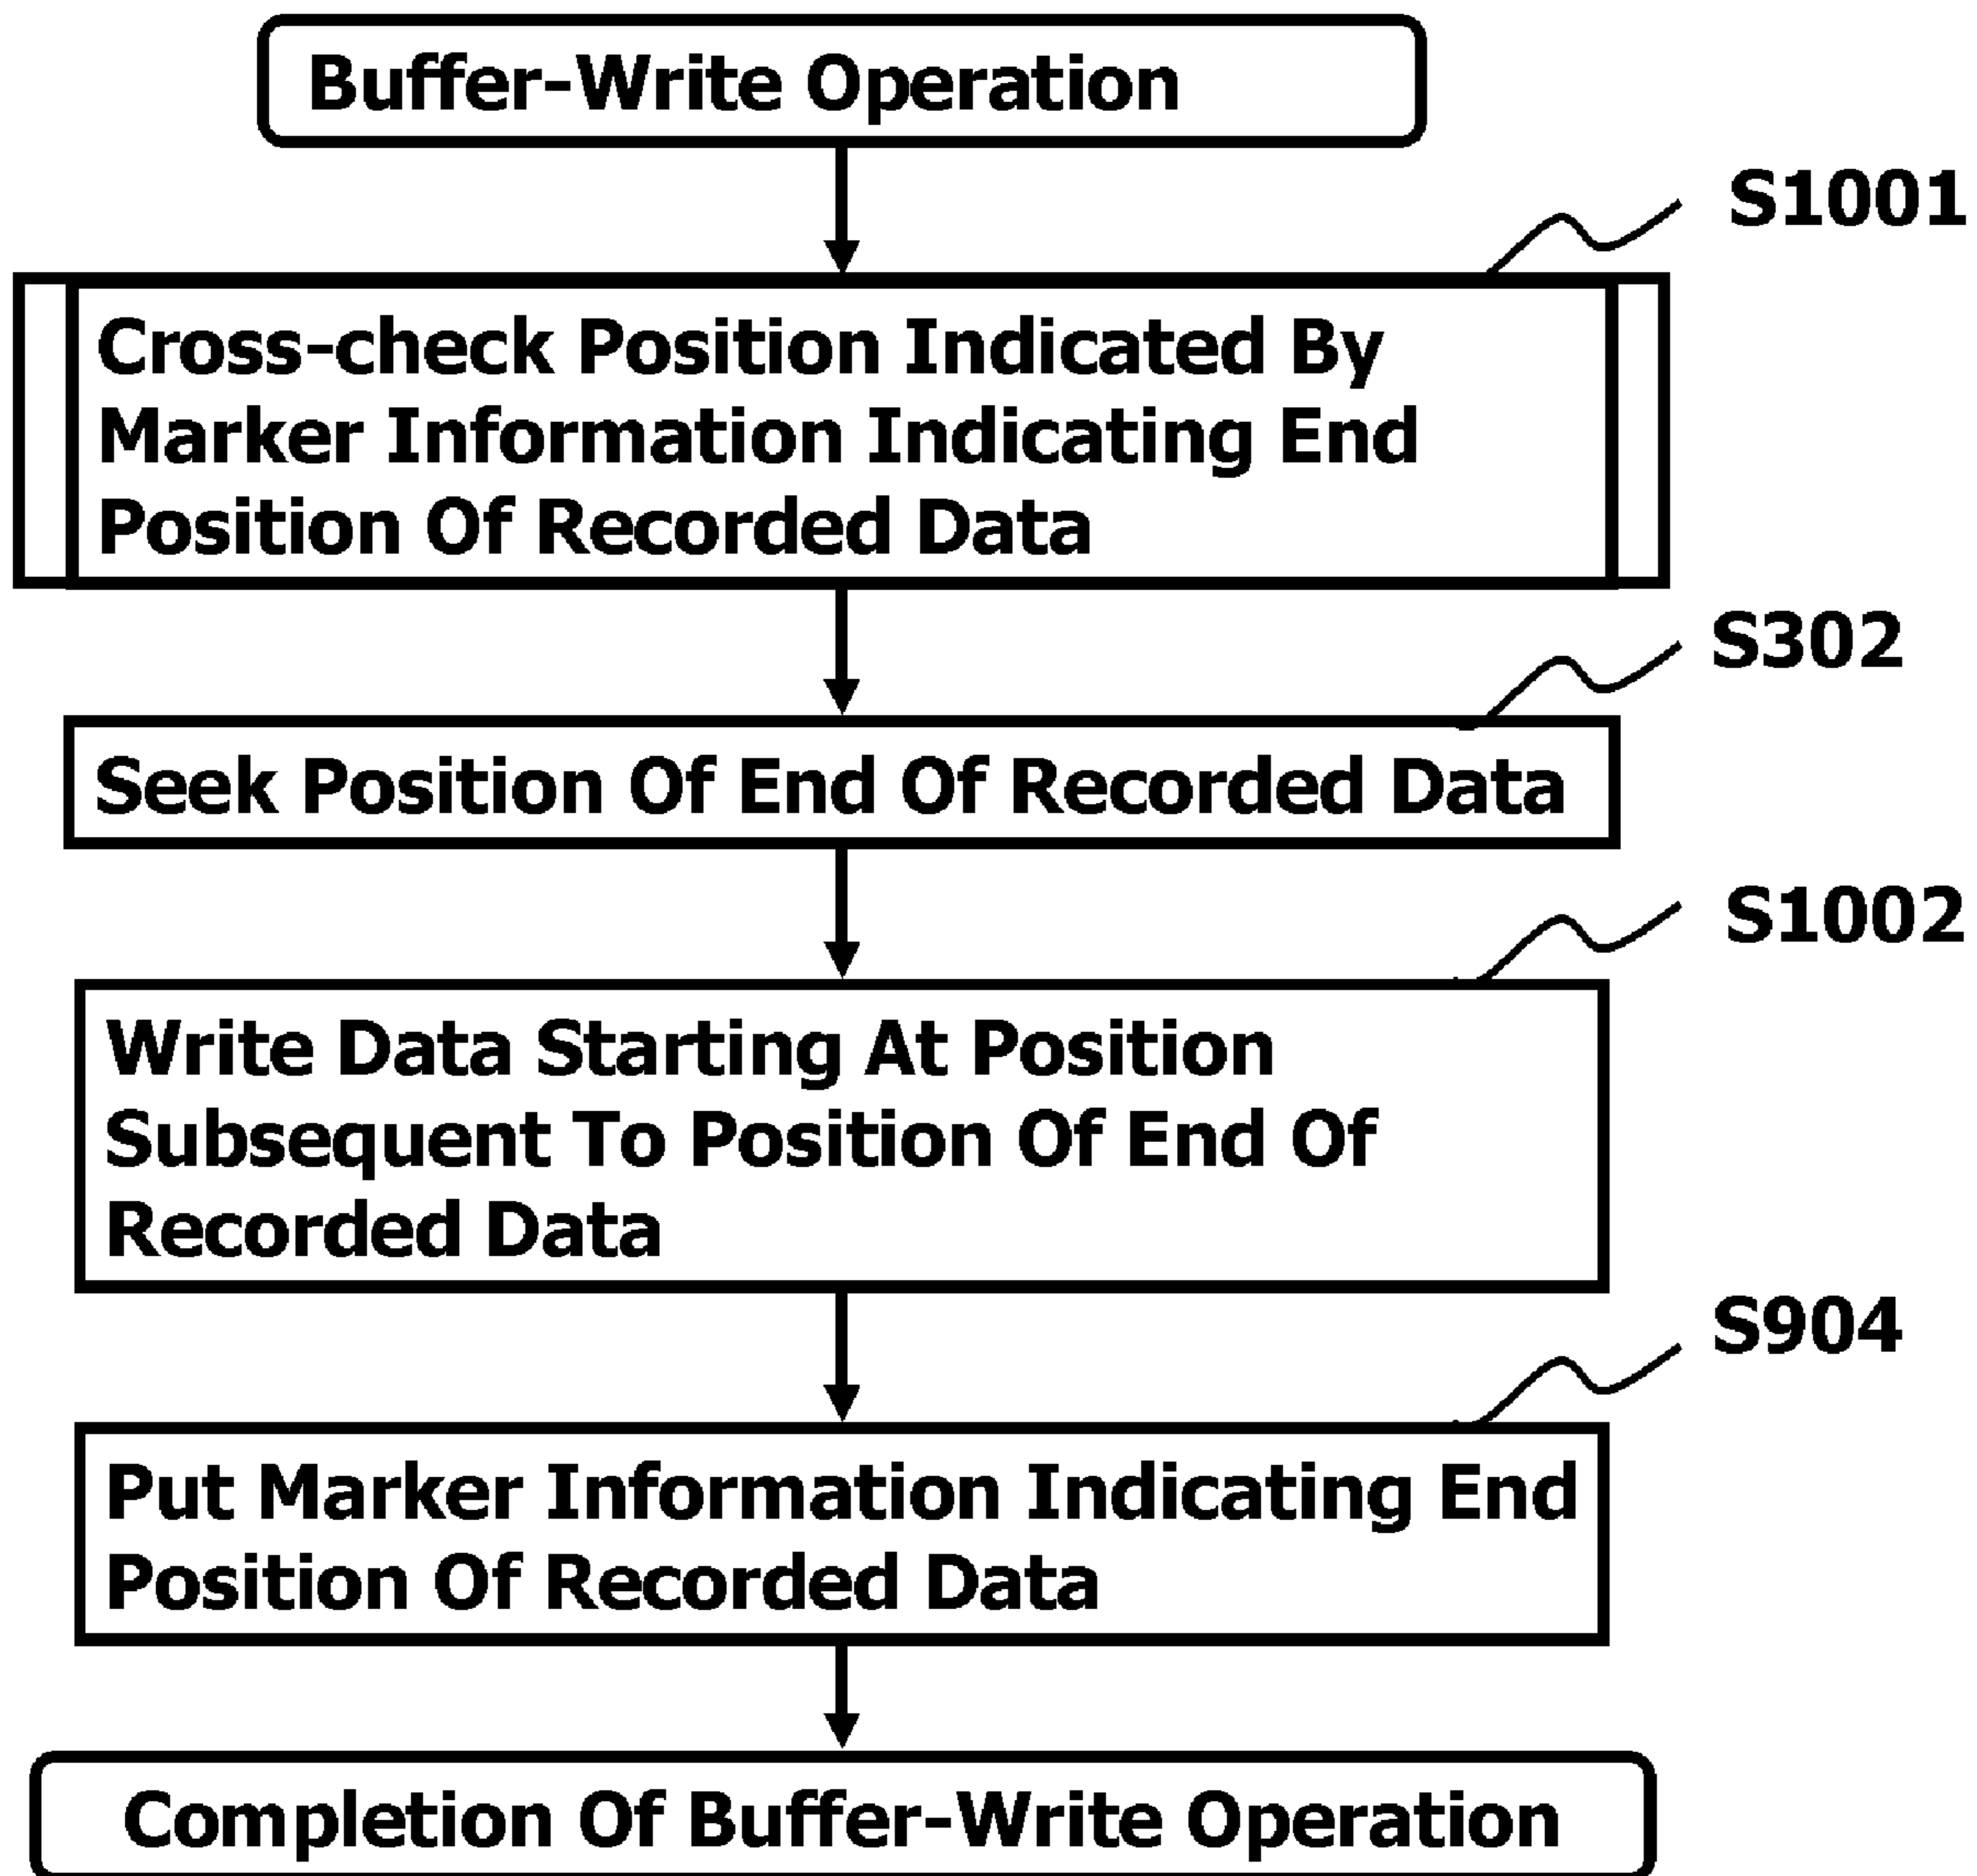 Buffer-Write Operation
S1001
Cross-check Position Indicated By
Marker Information Indicating End
Position Of Recorded Data
S302
Seek Position Of End Of Recorded Data
S1002
Write Data Starting At Position
Subsequent To Position Of End Of
Recorded Data
S904
Put Marker Information Indicating End
Position Of Recorded Data
Completion Of Buffer-Write Operation